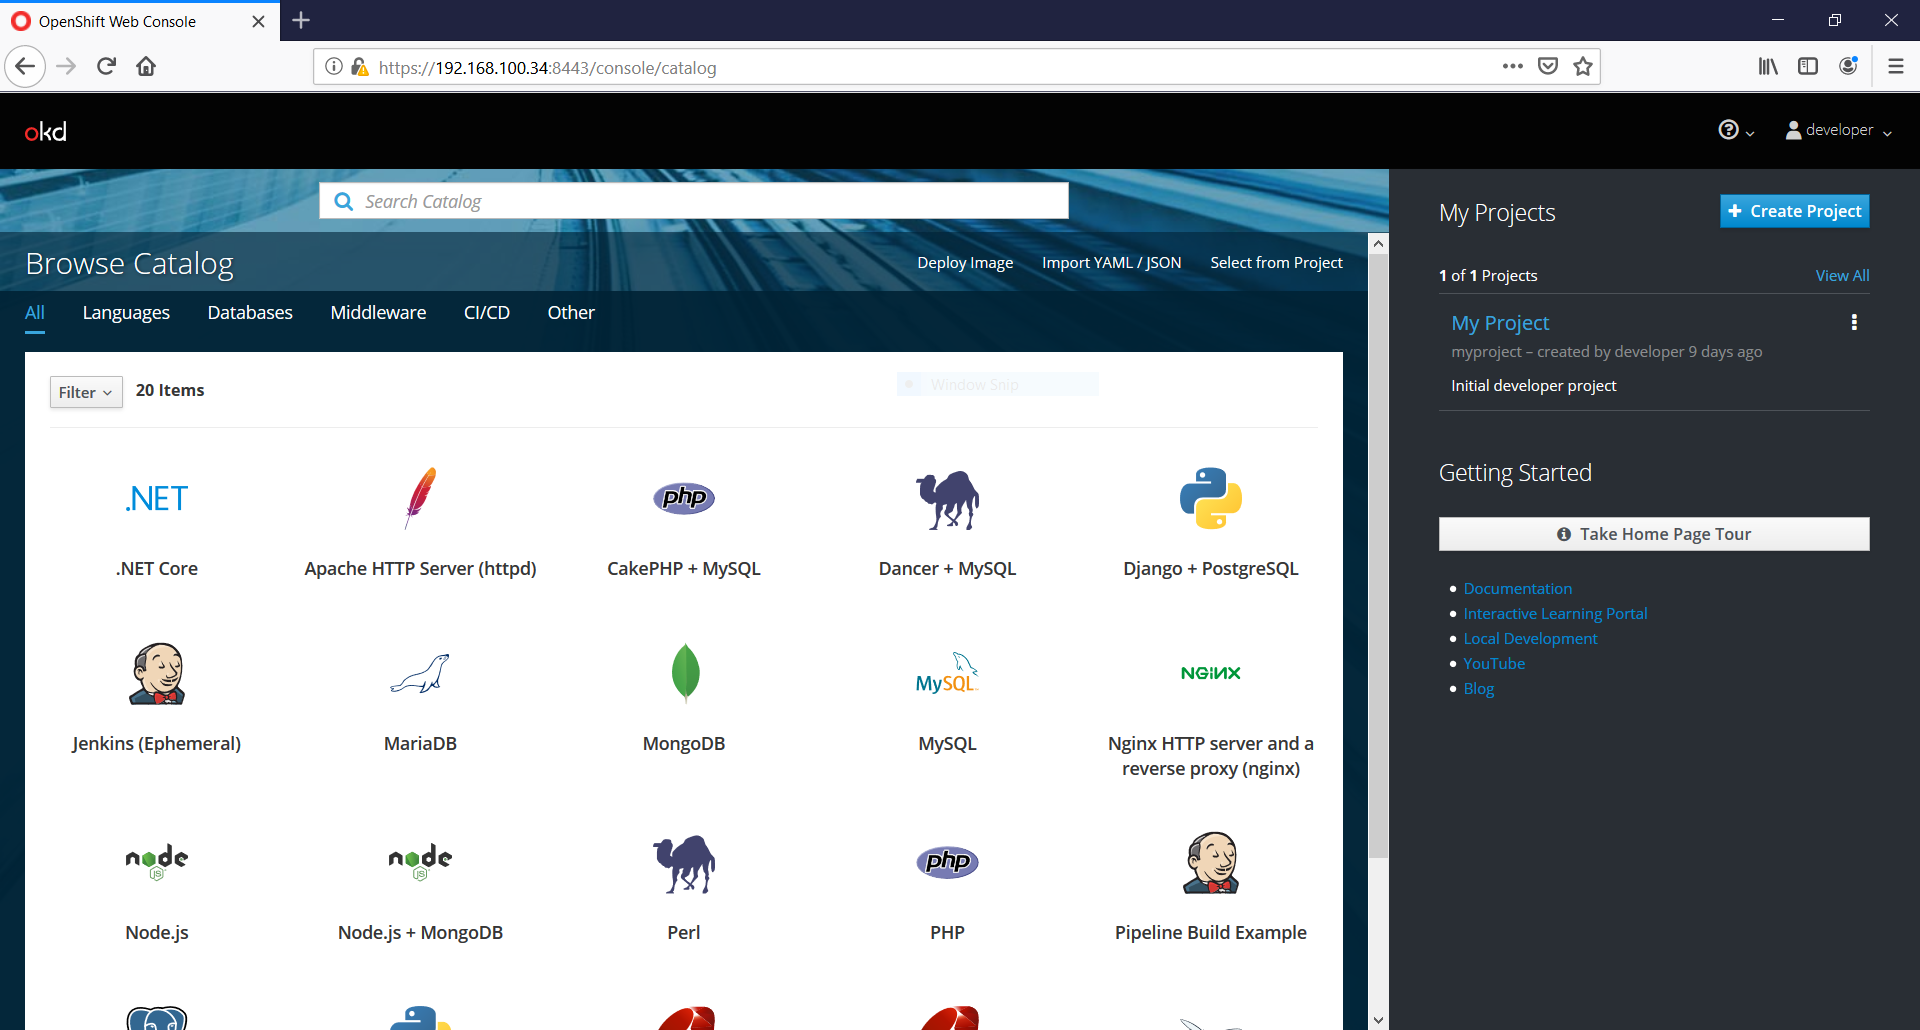 OpenShift Web Console
https://192.168.100.34:8443/console/catalog
okd
developer
Search Catalog
My Projects
Create Project
Browse Catalog
Deploy Image
Import YAML / JSON
Select from Project
1 of 1 Projects
View All
All
Languages
Databases
Middleware
CI/CD
Other
My Project
myproject – created by developer 9 days ago
Initial developer project
Filter
20 Items
Window Snip
Getting Started
Take Home Page Tour
Documentation
Interactive Learning Portal
Local Development
YouTube
Blog
.NET
php
.NET Core
Apache HTTP Server (httpd)
CakePHP + MySQL
Dancer + MySQL
Django + PostgreSQL
MySQL
NGINX
Jenkins (Ephemeral)
MariaDB
MongoDB
MySQL
Nginx HTTP server and a
reverse proxy (nginx)
node
JS
node
JS
php
Node.js
Node.js + MongoDB
Perl
PHP
Pipeline Build Example